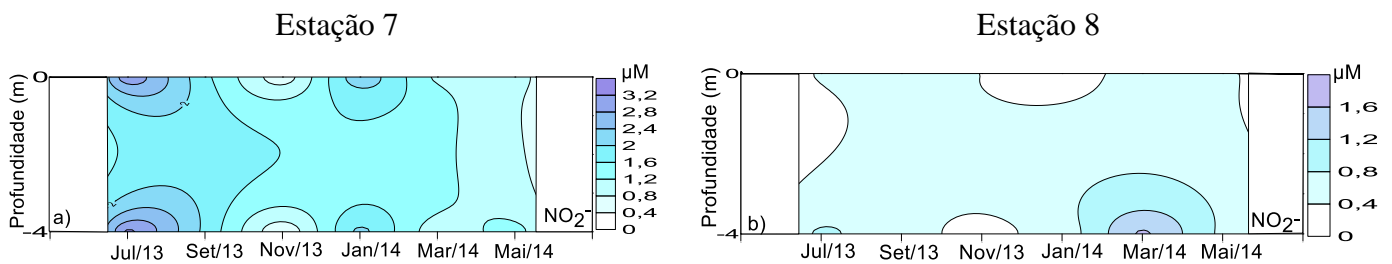 Estação 7
Estação 8
Profundidade (m)
0
-4
a)
2
2
NO₂⁻
µM
3,2
2,8
2,4
2
1,6
1,2
0,8
0,4
0
Jul/13 Set/13 Nov/13 Jan/14 Mar/14 Mai/14
Profundidade (m)
0
-4
b)
NO₂⁻
µM
1,6
1,2
0,8
0,4
0
Jul/13 Set/13 Nov/13 Jan/14 Mar/14 Mai/14